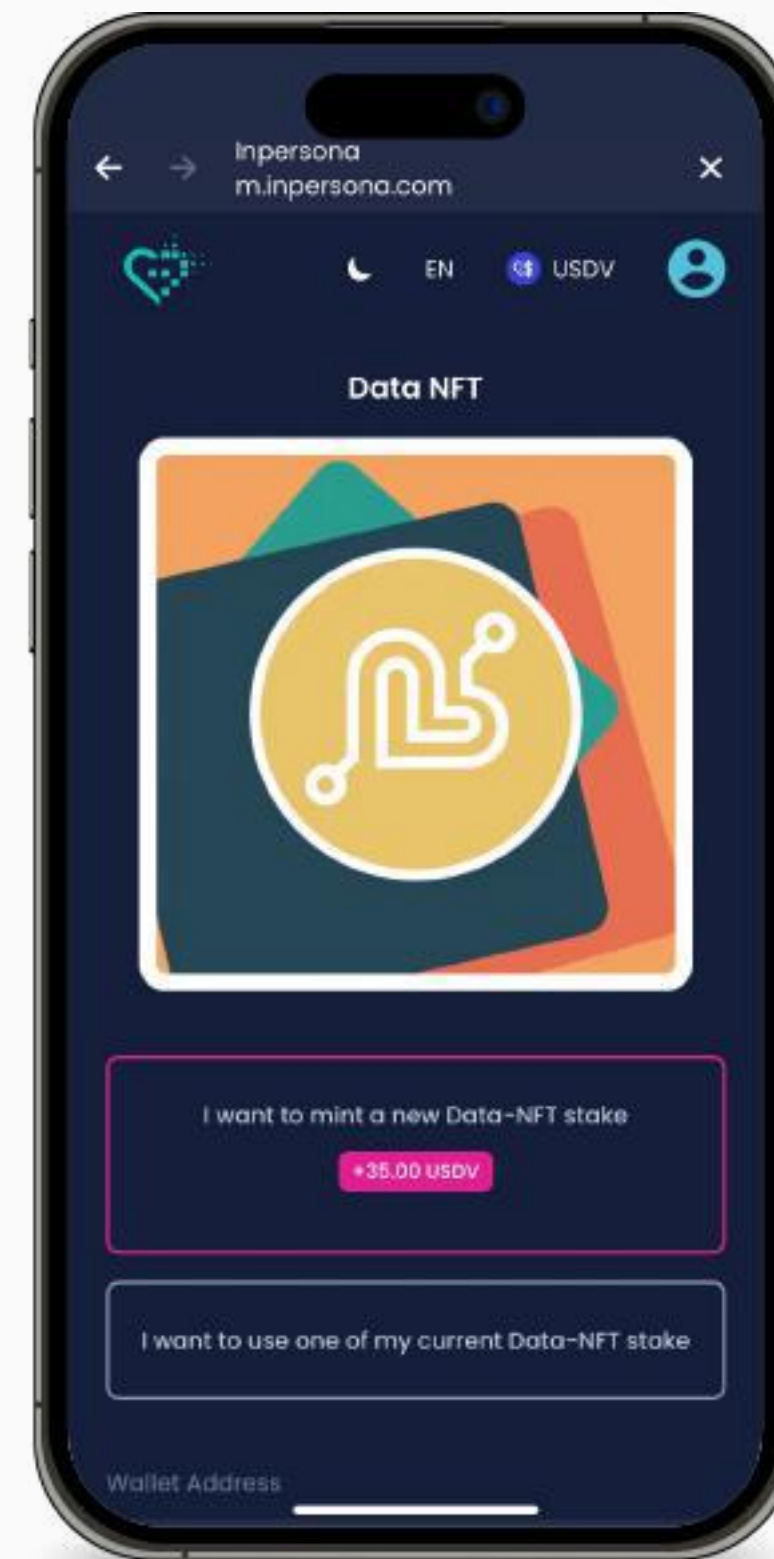 Inpersona
m.inpersona.com
EN
USDV
Data NFT
I want to mint a new Data-NFT stake
+35.00 USDV
I want to use one of my current Data-NFT stake
Wallet Address